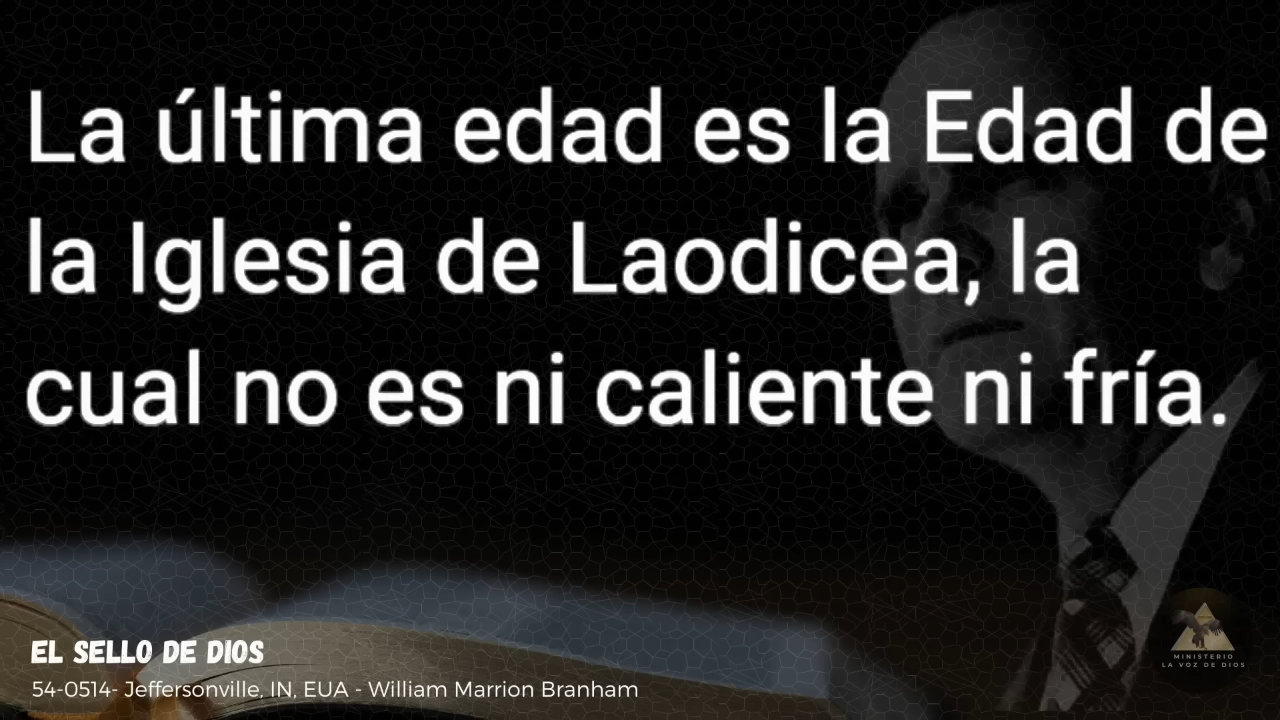 La última edad es la Edad de
la Iglesia de Laodicea, la
cual no es ni caliente ni fría.
EL SELLO DE DIOS
54-0514- Jeffersonville, IN, EUA - William Marrion Branham
MINISTERIO
LA VOZ DE DIOS